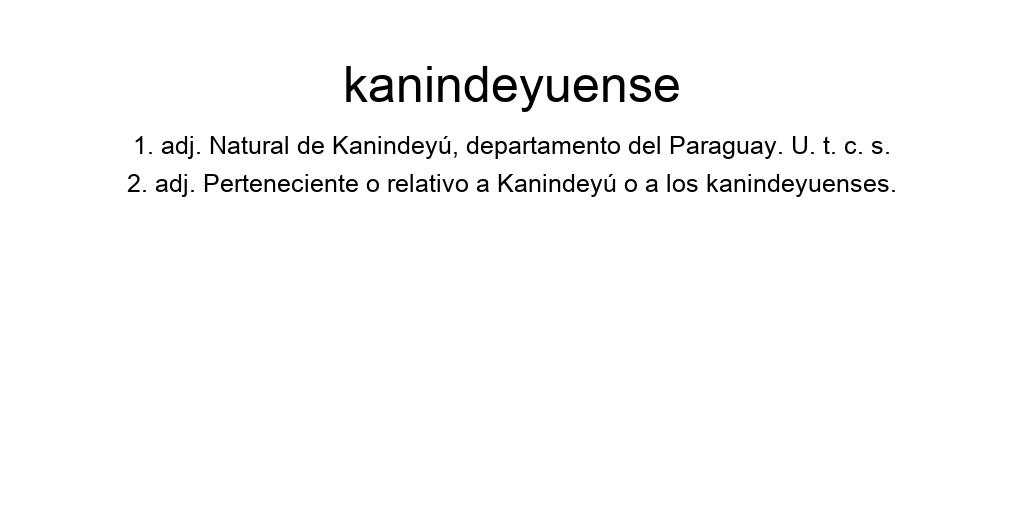 kanindeyuense
1. adj. Natural de Kanindeyú, departamento del Paraguay. U. t. c. s.
2. adj. Perteneciente o relativo a Kanindeyú o a los kanindeyuenses.